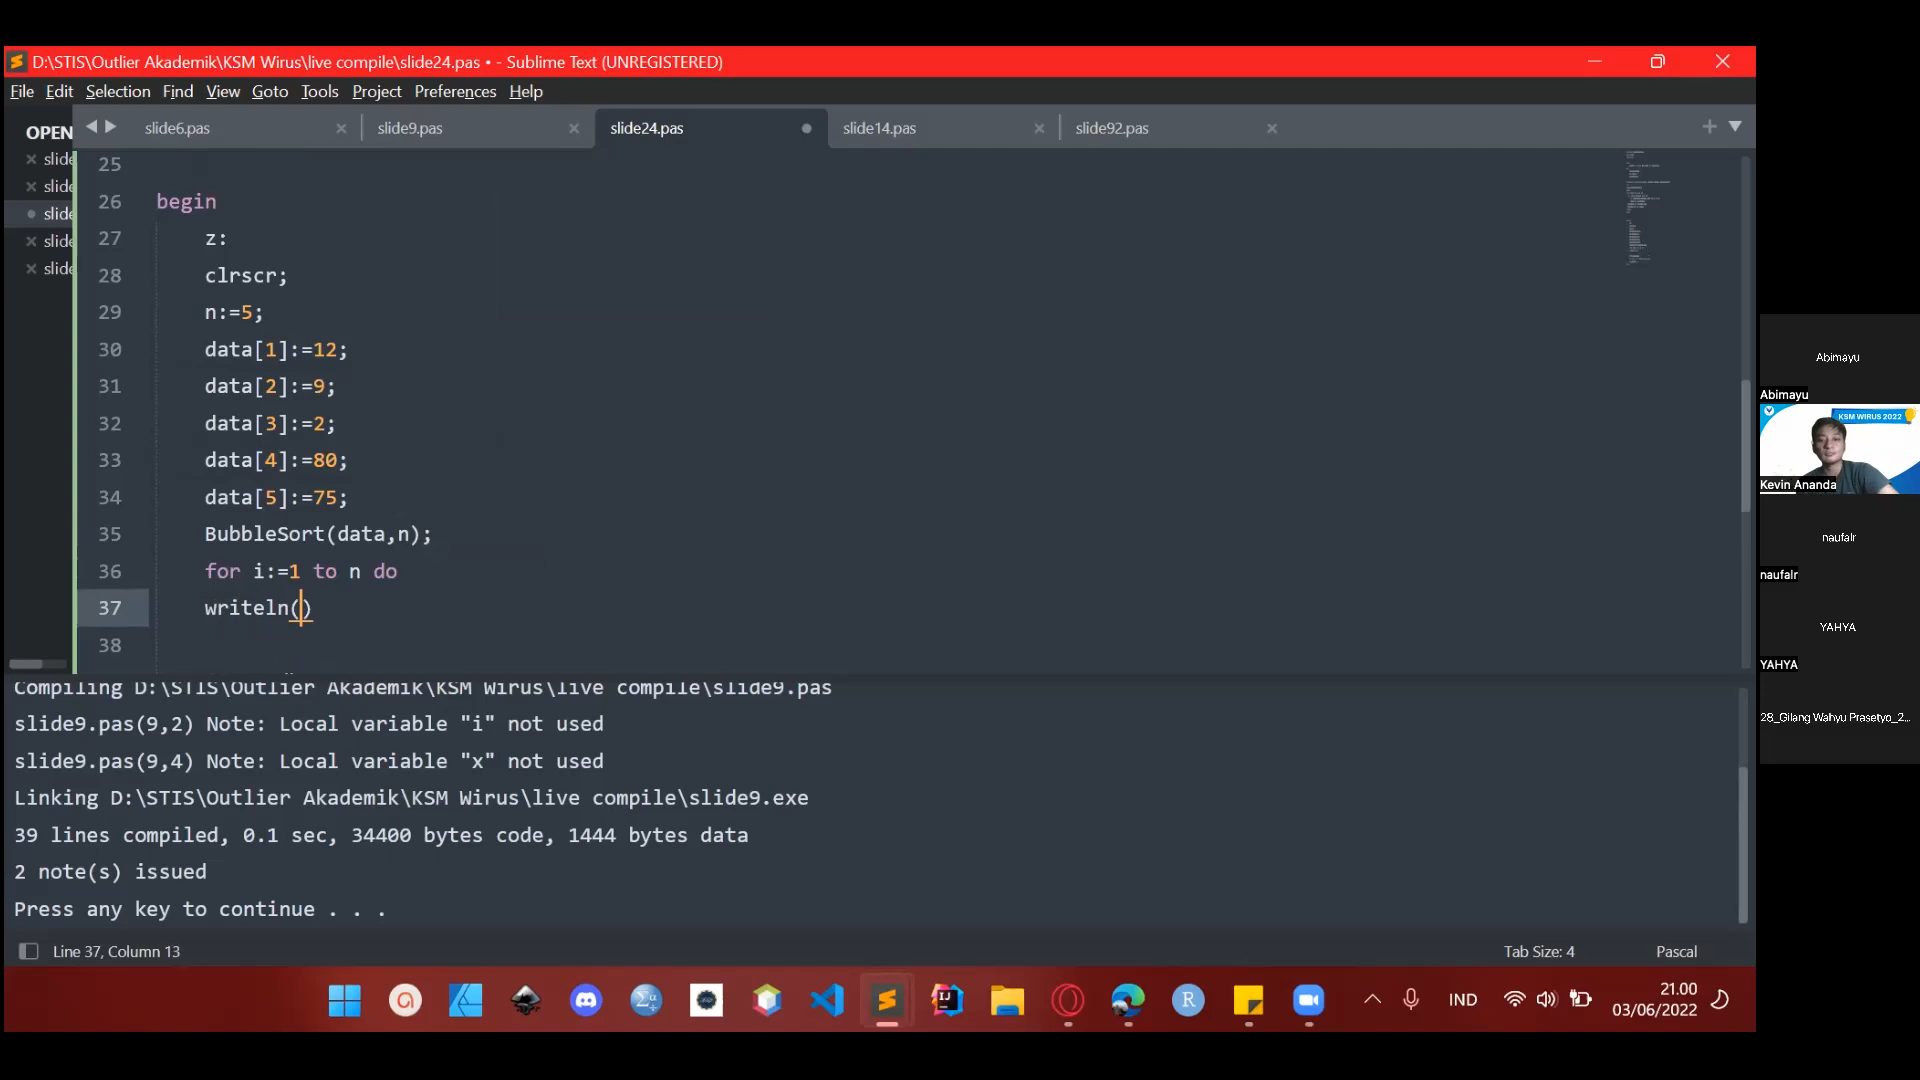 D:\STIS\Outlier Akademik\KSM Wirus\live compile\slide24.pas • - Sublime Text (UNREGISTERED)
File Edit Selection Find View Goto Tools Project Preferences Help
OPEN
slide
slide
slide
slide
slide
slide6.pas slide9.pas slide24.pas slide14.pas slide92.pas
25
26 begin
27 z:
28 clrscr;
29 n:=5;
30 data[1]:=12;
31 data[2]:=9;
32 data[3]:=2;
33 data[4]:=80;
34 data[5]:=75;
35 BubbleSort(data,n);
36 for i:=1 to n do
37 writeln()
38
Compiling D:\STIS\Outlier Akademik\KSM Wirus\live compile\slide9.pas
slide9.pas(9,2) Note: Local variable "i" not used
slide9.pas(9,4) Note: Local variable "x" not used
Linking D:\STIS\Outlier Akademik\KSM Wirus\live compile\slide9.exe
39 lines compiled, 0.1 sec, 34400 bytes code, 1444 bytes data
2 note(s) issued
Press any key to continue . . .
Line 37, Column 13 Tab Size: 4 Pascal
IND 21.00
03/06/2022
Abimayu
Abimayu
KSM WIRUS 2022
Kevin Ananda
naufalr
naufalr
YAHYA
YAHYA
28_Gilang Wahyu Prasetyo_2...